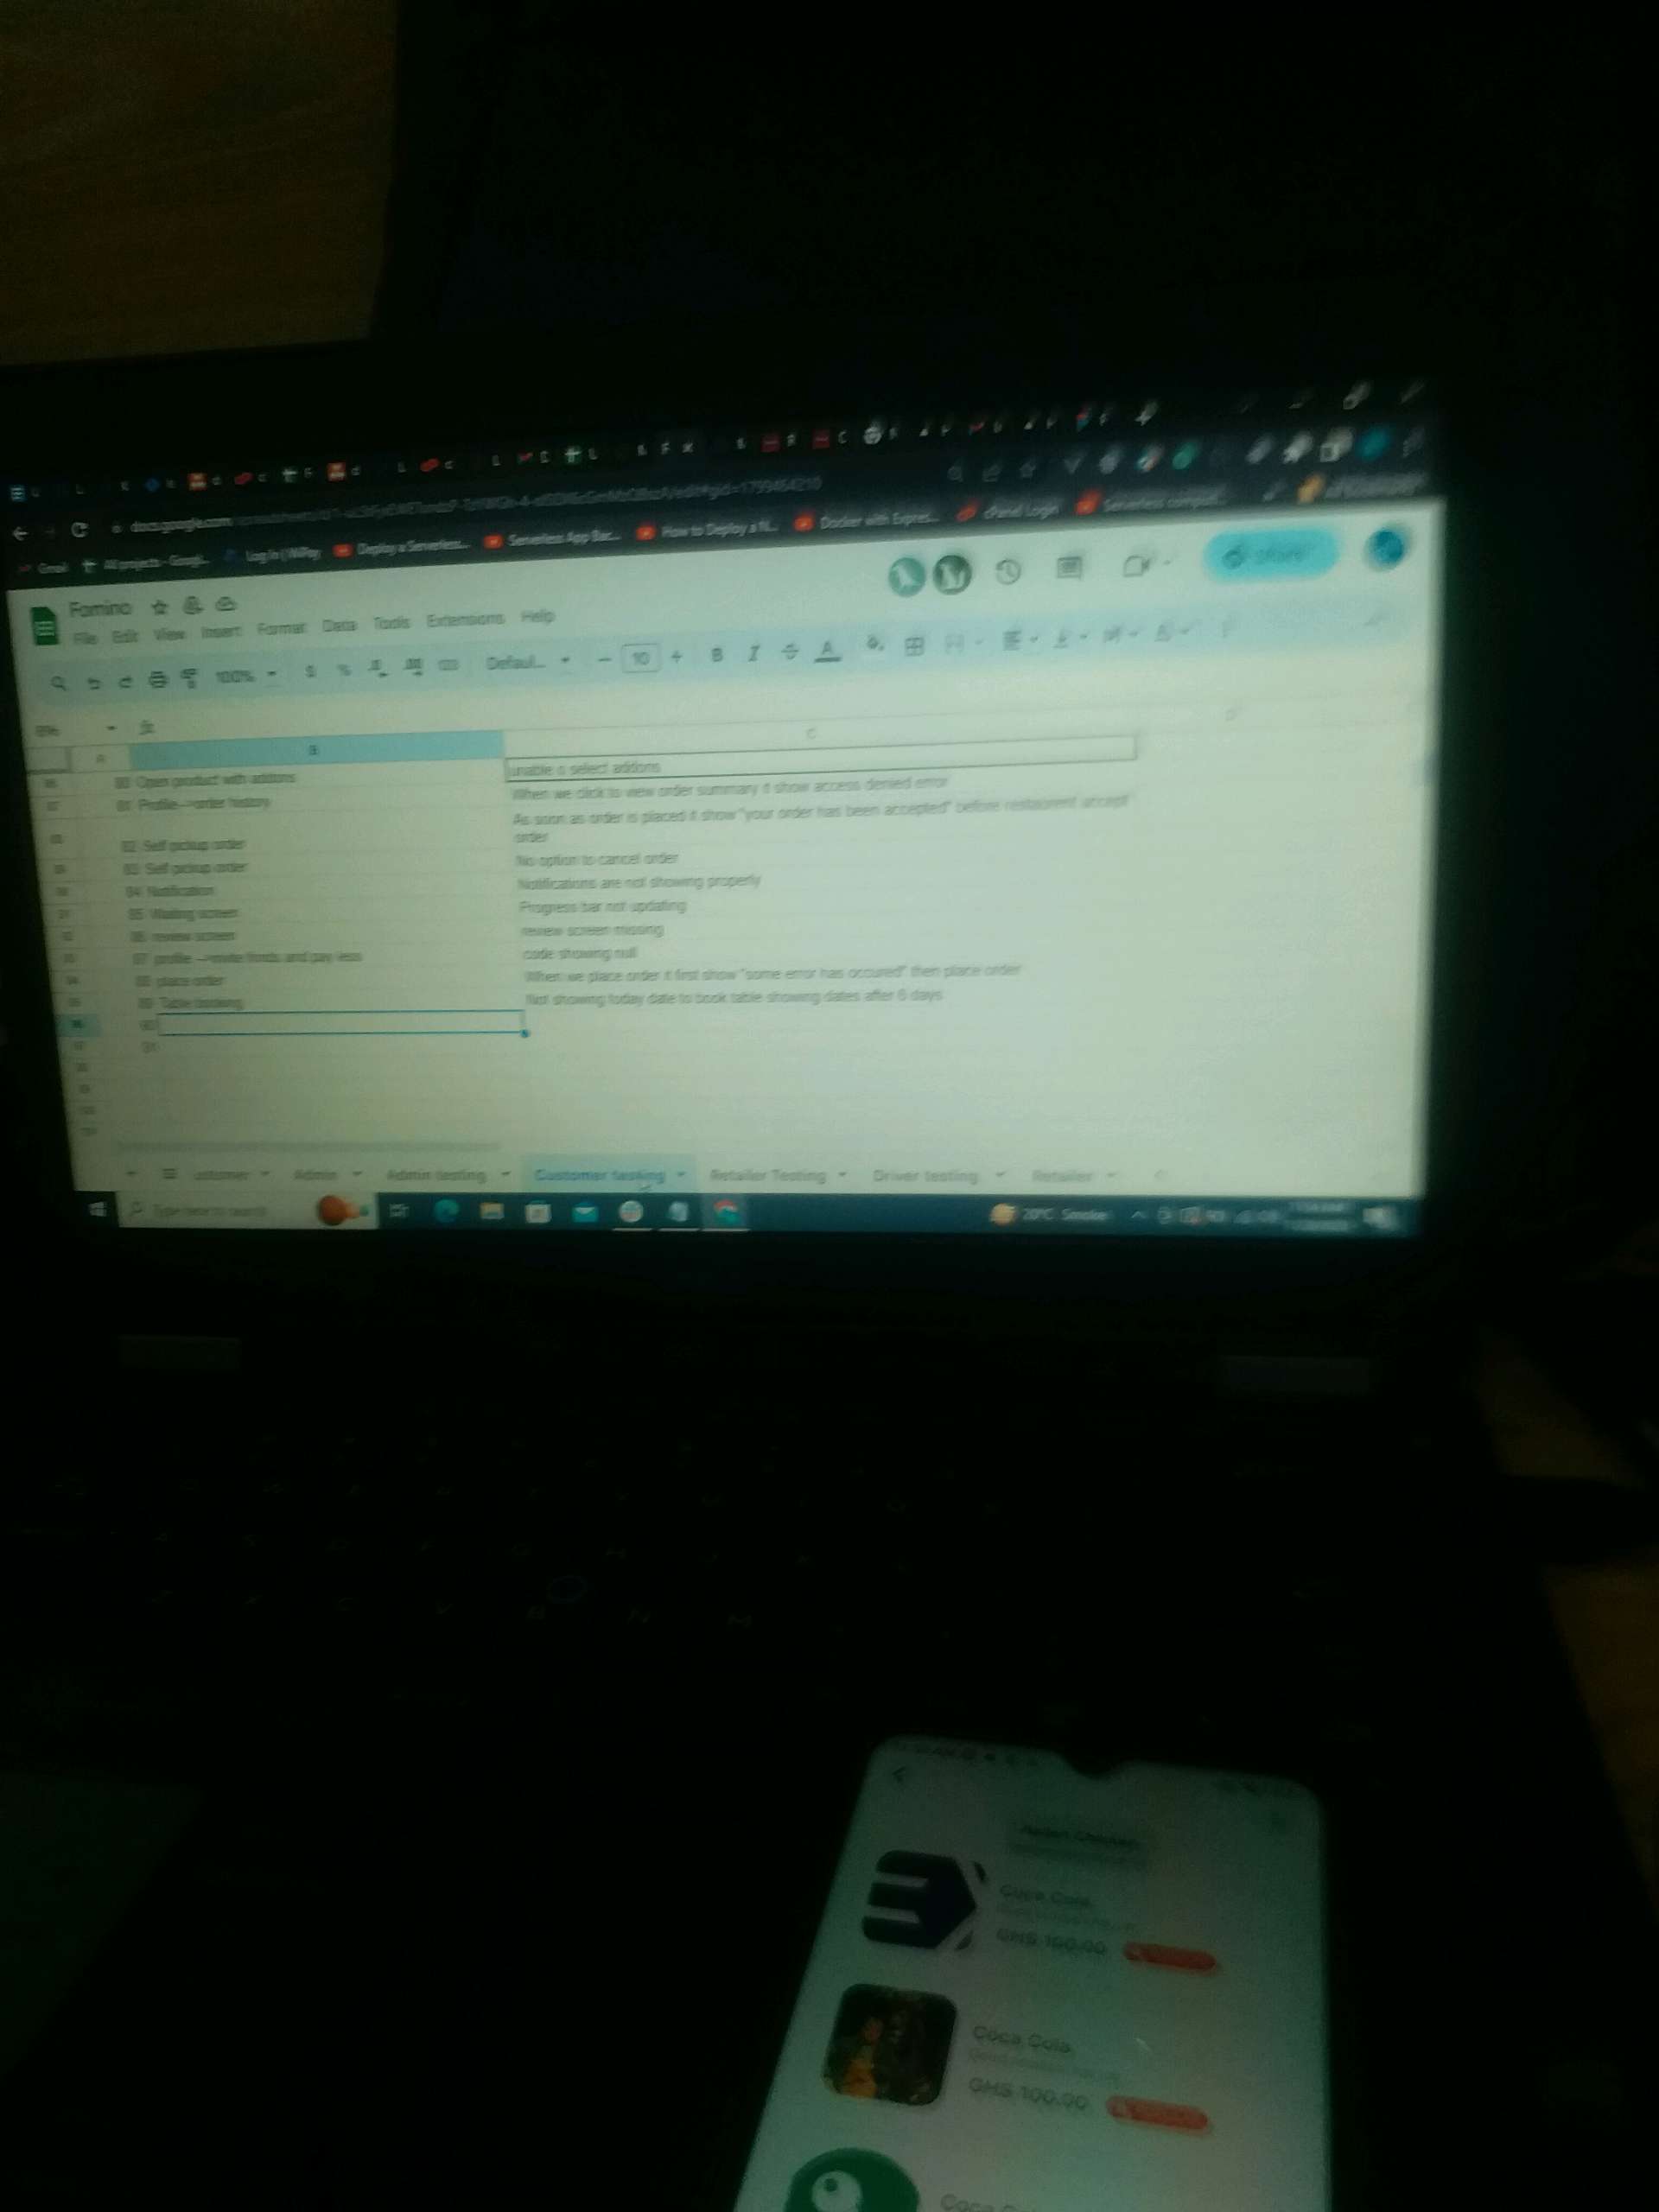 docs.google.com
Gmail All projects - Googl... Log In | Deploy a Serverless... Serverless App Bac... How to Deploy a N... Docker with Expres... cPanel Login Serverless comput...
Fomino
File Edit View Insert Format Data Tools Extensions Help
Share
100% $ % Defaul... - 10 + B I A
B C
80 Open product with addons unable o select addons
81 Profile-->order history When we click to view order summary it show access denied error
82 Self pickup order As soon as order is placed it show "your order has been accepted" before restaurent accept
order
83 Self pickup order No option to cancel order
84 Notification Notifications are not showing properly
85 Waiting screen Progress bar not updating
86 review screen review screen missing
87 profile --> and pay less code showing null
88 place order When we place order it first show "some error has occured" then place order
89 Table booking Not showing today date to book table showing dates after 6 days
90
91
Admin Admin testing Customer testing Retailer Testing Driver testing Retailer
Type here to search 20°C Smoke
Coca Cola
GHS 100.00
Coca Cola
GHS 100.00